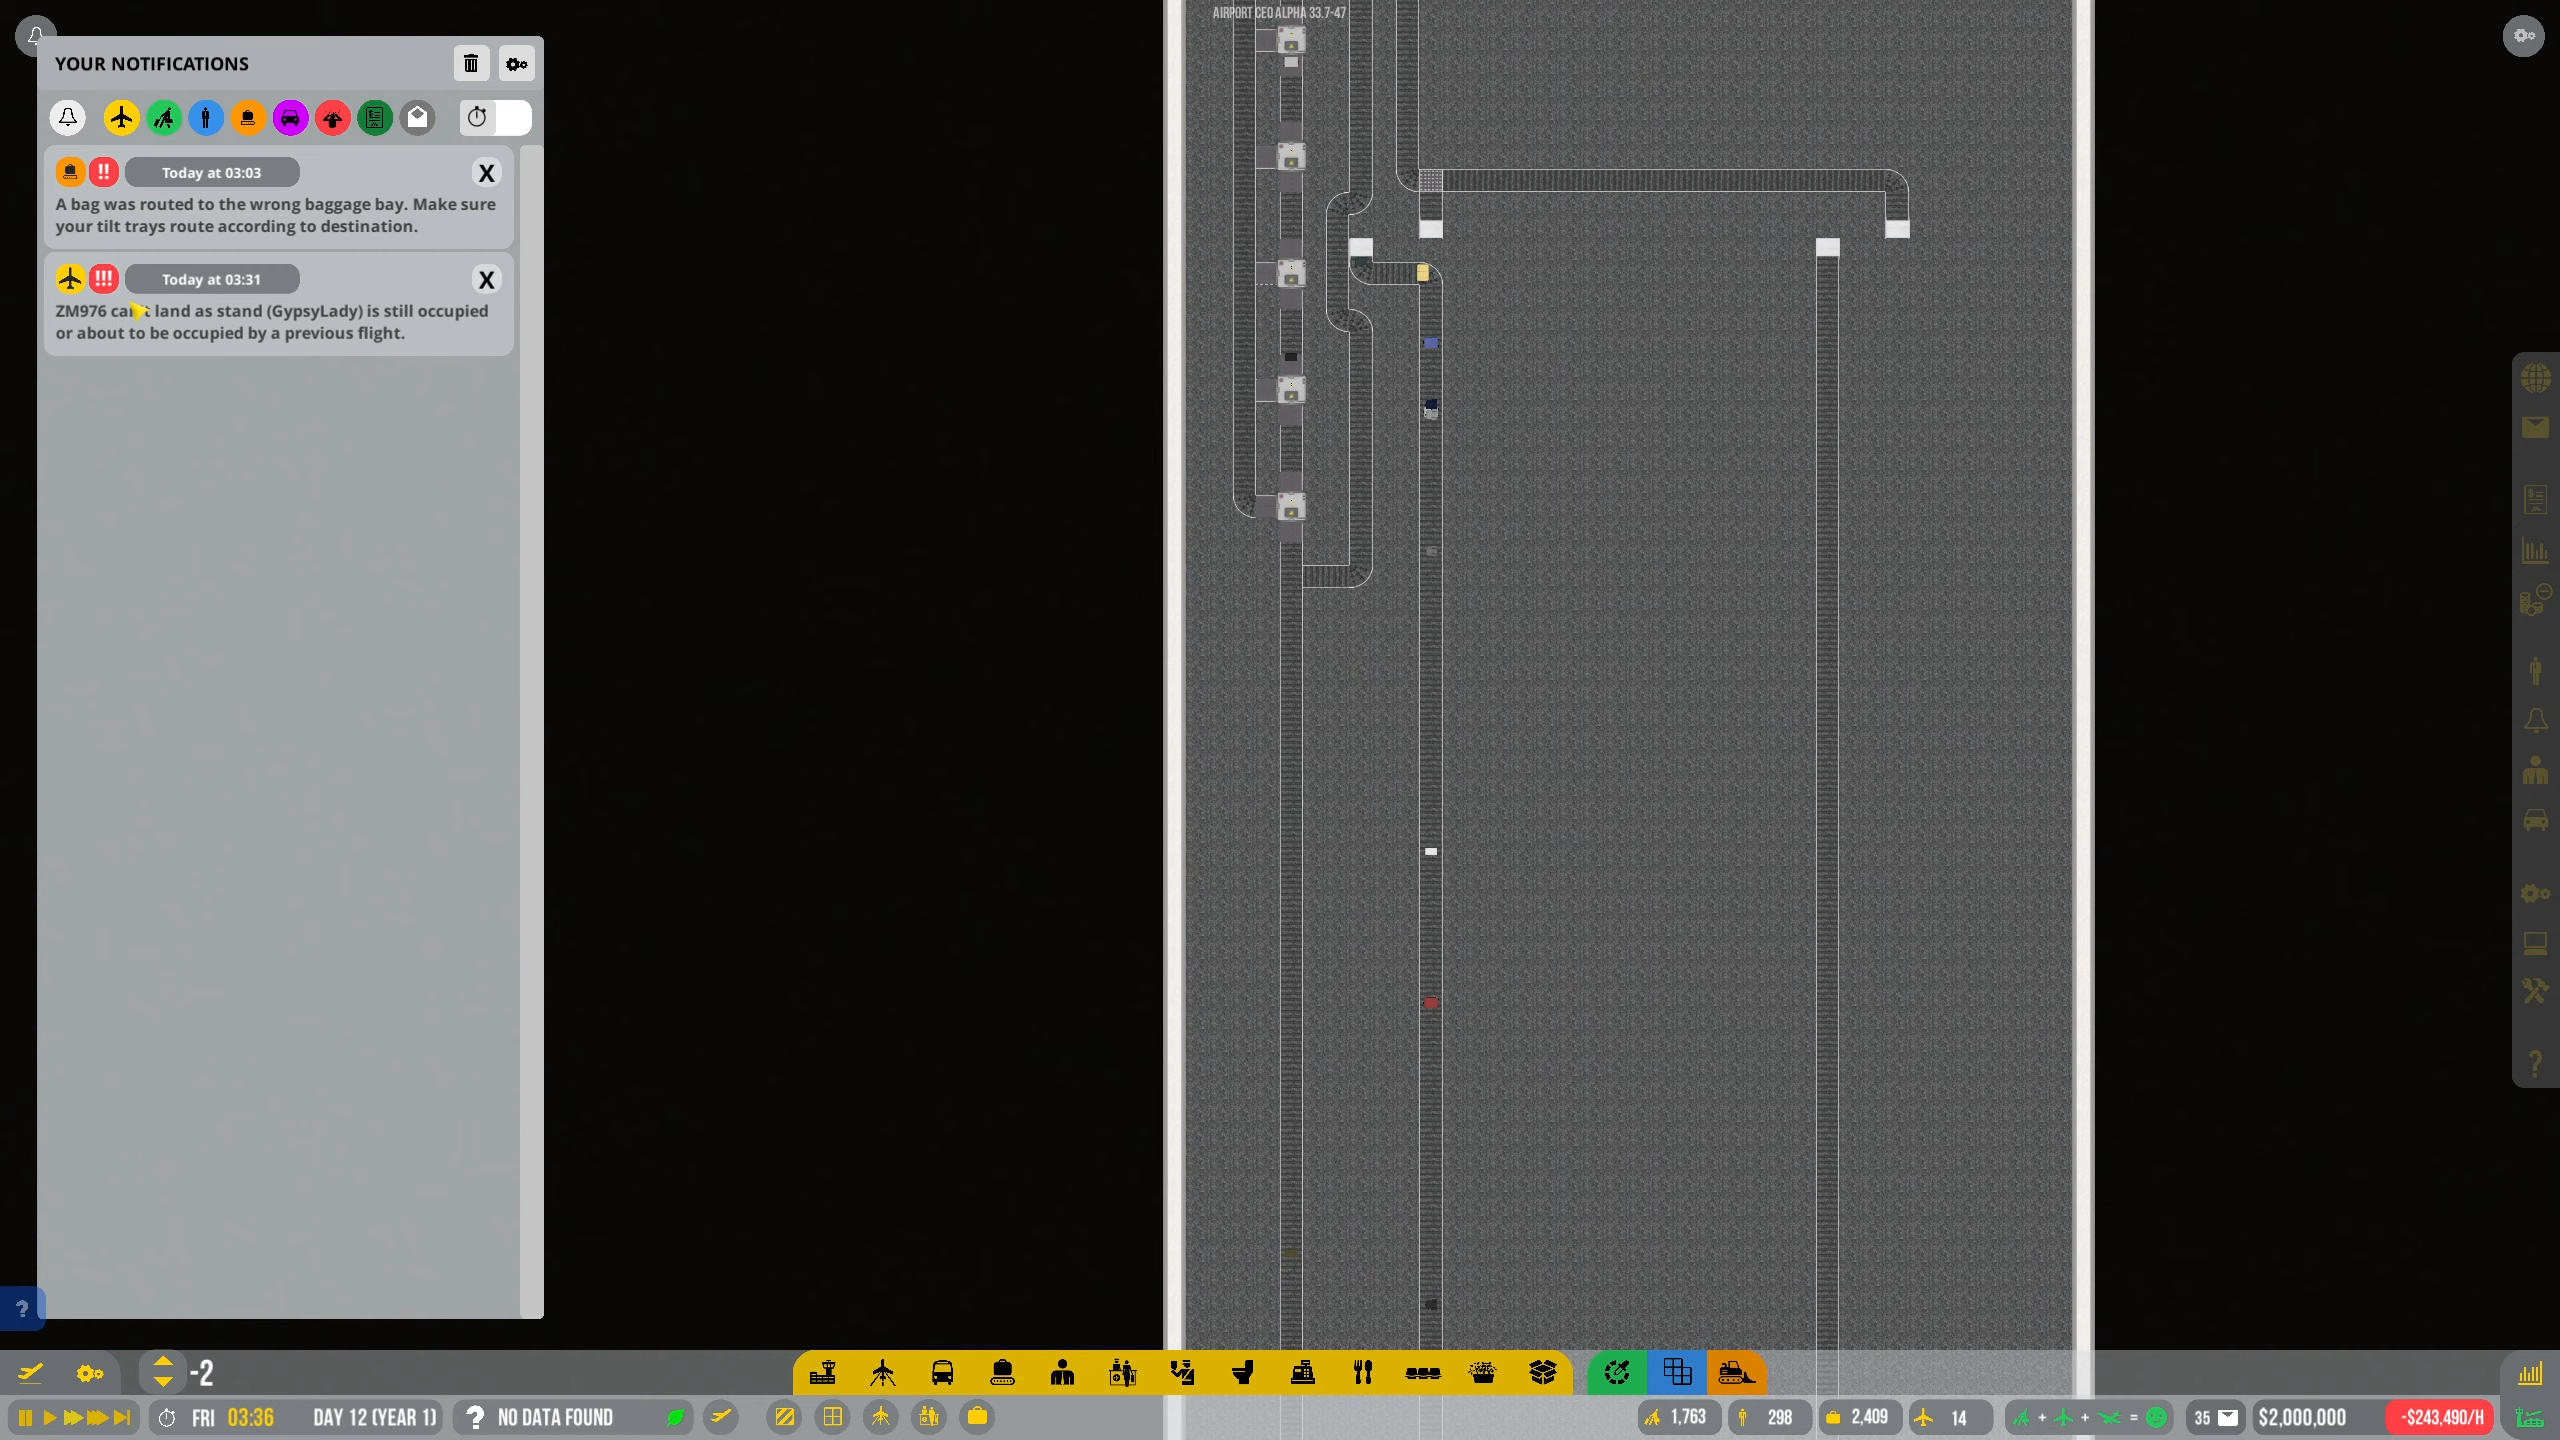 AIRPORT CEO ALPHA 33.7-47
YOUR NOTIFICATIONS
!! Today at 03:03 X
A bag was routed to the wrong baggage bay. Make sure
your tilt trays route according to destination.
!!! Today at 03:31 X
ZM976 can't land as stand (GypsyLady) is still occupied
or about to be occupied by a previous flight.
?
-2
FRI 03:36 DAY 12 (YEAR 1) ? NO DATA FOUND
1,763 298 2,409 14 + + = 35 $2,000,000 -$243,490/H